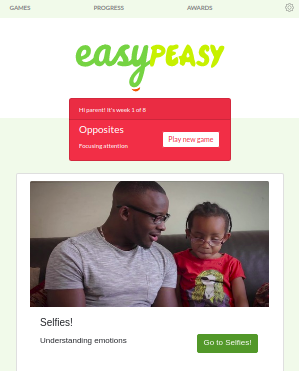 GAMES PROGRESS AWARDS
easyPEASY
Hi parent! It's week 1 of 8
Opposites
Focusing attention
Play new game
Selfies!
Understanding emotions
Go to Selfies!